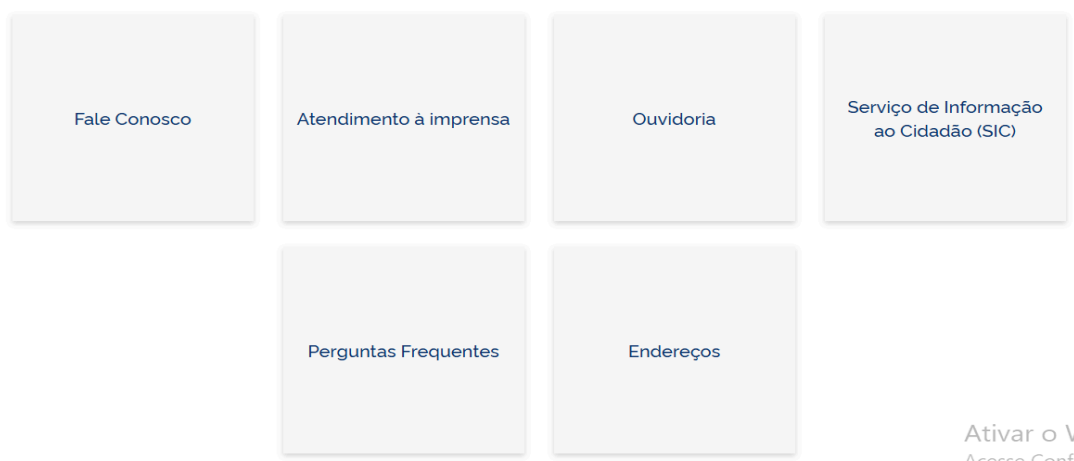 Fale Conosco
Atendimento à imprensa
Ouvidoria
Serviço de Informação
ao Cidadão (SIC)
Perguntas Frequentes
Endereços
Ativar o